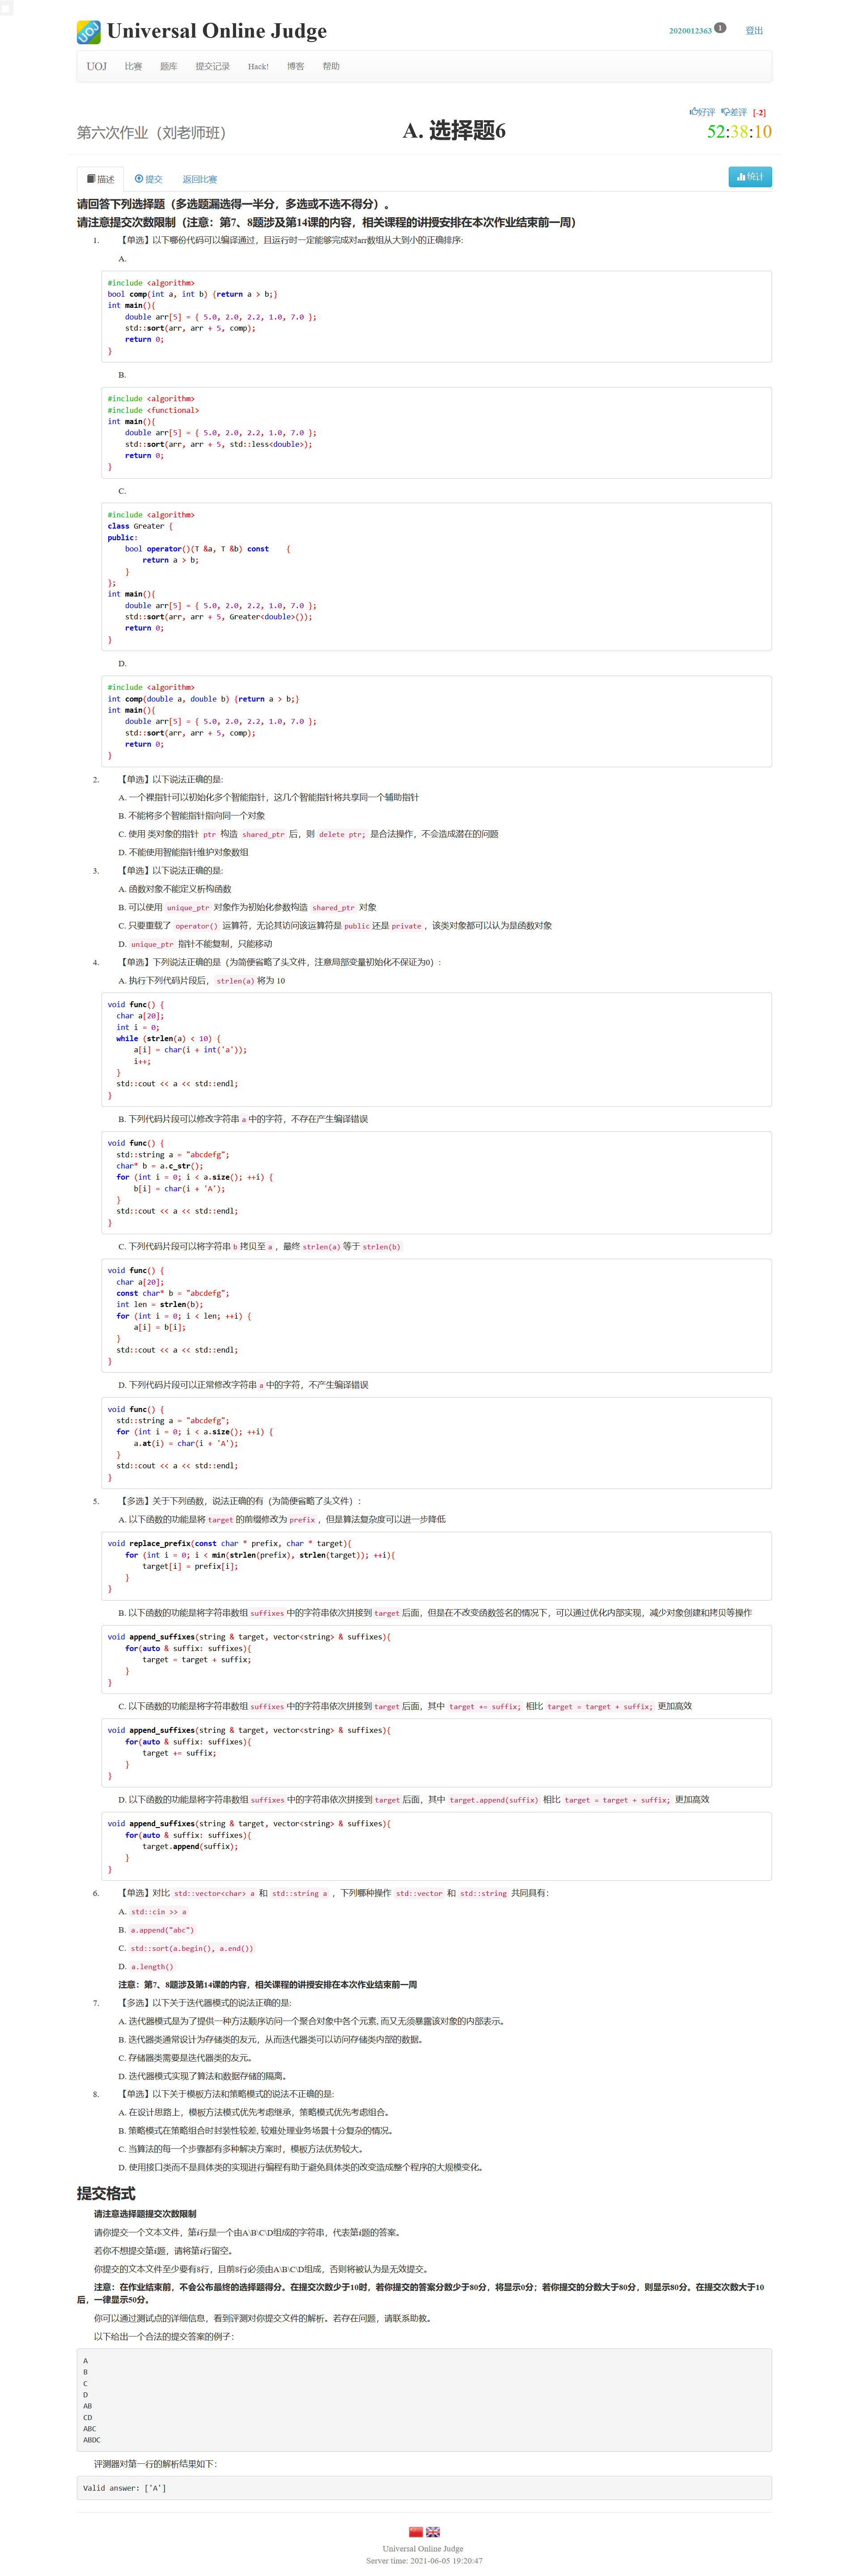 Universal Online Judge
2020012363 1 登出
UOJ 比赛 题库 提交记录 Hack! 博客 帮助
好评 差评 [-2]
第六次作业（刘老师班）
A. 选择题6
52:38:10
描述 提交 返回比赛 统计
请回答下列选择题（多选题漏选得一半分，多选或不选不得分）。
请注意提交次数限制（注意：第7、8题涉及第14课的内容，相关课程的讲授安排在本次作业结束前一周）
1. 【单选】以下哪份代码可以编译通过，且运行时一定能够完成对arr数组从大到小的正确排序:
A.
#include <algorithm>
bool comp(int a, int b) {return a > b;}
int main(){
double arr[5] = { 5.0, 2.0, 2.2, 1.0, 7.0 };
std::sort(arr, arr + 5, comp);
return 0;
}
B.
#include <algorithm>
#include <functional>
int main(){
double arr[5] = { 5.0, 2.0, 2.2, 1.0, 7.0 };
std::sort(arr, arr + 5, std::less<double>);
return 0;
}
C.
#include <algorithm>
class Greater {
public:
bool operator()(T &a, T &b) const {
return a > b;
}
};
int main(){
double arr[5] = { 5.0, 2.0, 2.2, 1.0, 7.0 };
std::sort(arr, arr + 5, Greater<double>());
return 0;
}
D.
#include <algorithm>
int comp(double a, double b) {return a > b;}
int main(){
double arr[5] = { 5.0, 2.0, 2.2, 1.0, 7.0 };
std::sort(arr, arr + 5, comp);
return 0;
}
2. 【单选】以下说法正确的是:
A. 一个裸指针可以初始化多个智能指针，这几个智能指针将共享同一个辅助指针
B. 不能将多个智能指针指向同一个对象
C. 使用 类对象的指针 ptr 构造 shared_ptr 后，则 delete ptr; 是合法操作，不会造成潜在的问题
D. 不能使用智能指针维护对象数组
3. 【单选】以下说法正确的是:
A. 函数对象不能定义析构函数
B. 可以使用 unique_ptr 对象作为初始化参数构造 shared_ptr 对象
C. 只要重载了 operator() 运算符，无论其访问该运算符是 public 还是 private ，该类对象都可以认为是函数对象
D. unique_ptr 指针不能复制，只能移动
4. 【单选】下列说法正确的是（为简便省略了头文件，注意局部变量初始化不保证为0）:
A. 执行下列代码片段后，strlen(a) 将为 10
void func() {
char a[20];
int i = 0;
while (strlen(a) < 10) {
a[i] = char(i + int('a'));
i++;
}
std::cout << a << std::endl;
}
B. 下列代码片段可以修改字符串 a 中的字符，不存在产生编译错误
void func() {
std::string a = "abcdefg";
char* b = a.c_str();
for (int i = 0; i < a.size(); ++i) {
b[i] = char(i + 'A');
}
std::cout << a << std::endl;
}
C. 下列代码片段可以将字符串 b 拷贝至 a ，最终 strlen(a) 等于 strlen(b)
void func() {
char a[20];
const char* b = "abcdefg";
int len = strlen(b);
for (int i = 0; i < len; ++i) {
a[i] = b[i];
}
std::cout << a << std::endl;
}
D. 下列代码片段可以正常修改字符串 a 中的字符，不产生编译错误
void func() {
std::string a = "abcdefg";
for (int i = 0; i < a.size(); ++i) {
a.at(i) = char(i + 'A');
}
std::cout << a << std::endl;
}
5. 【多选】关于下列函数，说法正确的有（为简便省略了头文件）:
A. 以下函数的功能是将 target 的前缀修改为 prefix ，但是算法复杂度可以进一步降低
void replace_prefix(const char * prefix, char * target){
for (int i = 0; i < min(strlen(prefix), strlen(target)); ++i){
target[i] = prefix[i];
}
}
B. 以下函数的功能是将字符串数组 suffixes 中的字符串依次拼接到 target 后面，但是在不改变函数签名的情况下，可以通过优化内部实现，减少对象创建和拷贝等操作
void append_suffixes(string & target, vector<string> & suffixes){
for(auto & suffix: suffixes){
target = target + suffix;
}
}
C. 以下函数的功能是将字符串数组 suffixes 中的字符串依次拼接到 target 后面，其中 target += suffix; 相比 target = target + suffix; 更加高效
void append_suffixes(string & target, vector<string> & suffixes){
for(auto & suffix: suffixes){
target += suffix;
}
}
D. 以下函数的功能是将字符串数组 suffixes 中的字符串依次拼接到 target 后面，其中 target.append(suffix) 相比 target = target + suffix; 更加高效
void append_suffixes(string & target, vector<string> & suffixes){
for(auto & suffix: suffixes){
target.append(suffix);
}
}
6. 【单选】对比 std::vector<char> a 和 std::string a ，下列哪种操作 std::vector 和 std::string 共同具有:
A. std::cin >> a
B. a.append("abc")
C. std::sort(a.begin(), a.end())
D. a.length()
注意：第7、8题涉及第14课的内容，相关课程的讲授安排在本次作业结束前一周
7. 【多选】以下关于迭代器模式的说法正确的是:
A. 迭代器模式是为了提供一种方法顺序访问一个聚合对象中各个元素, 而又无须暴露该对象的内部表示。
B. 迭代器类通常设计为存储类的友元，从而迭代器类可以访问存储类内部的数据。
C. 存储器类需要是迭代器类的友元。
D. 迭代器模式实现了算法和数据存储的隔离。
8. 【单选】以下关于模板方法和策略模式的说法不正确的是:
A. 在设计思路上，模板方法模式优先考虑继承，策略模式优先考虑组合。
B. 策略模式在策略组合时封装性较差, 较难处理业务场景十分复杂的情况。
C. 当算法的每一个步骤都有多种解决方案时，模板方法优势较大。
D. 使用接口类而不是具体类的实现进行编程有助于避免具体类的改变造成整个程序的大规模变化。
提交格式
请注意选择题提交次数限制
请你提交一个文本文件，第i行是一个由A\B\C\D组成的字符串，代表第i题的答案。
若你不想提交第i题，请将第i行留空。
你提交的文本文件至少要有8行，且前8行必须由A\B\C\D组成，否则将被认为是无效提交。
注意：在作业结束前，不会公布最终的选择题得分。在提交次数少于10时，若你提交的答案分数少于80分，将显示0分；若你提交的分数大于80分，则显示80分。在提交次数大于10
后，一律显示50分。
你可以通过测试点的详细信息，看到评测对你提交文件的解析。若存在问题，请联系助教。
以下给出一个合法的提交答案的例子：
A
B
C
D
AB
CD
ABC
ABDC
评测器对第一行的解析结果如下：
Valid answer: ['A']
Universal Online Judge
Server time: 2021-06-05 19:20:47